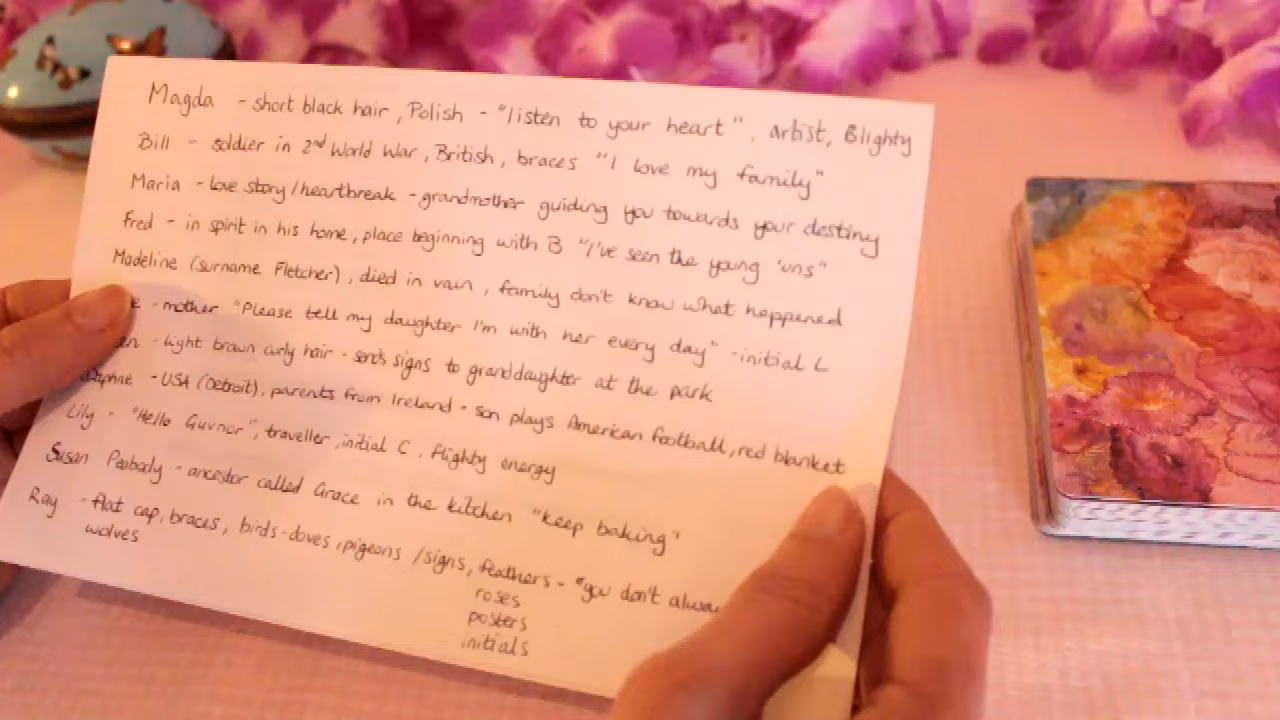 Magda - short black hair, Polish - "listen to your heart", artist, Blighty
Bill - soldier in 2nd World War, British, braces "I love my family"
Maria - love story/heartbreak - grandmother guiding you towards your destiny
Fred - in spirit in his home, place beginning with B "I've seen the young 'uns"
Madeline (surname Fletcher), died in vain, family don't know what happened
- mother "Please tell my daughter I'm with her every day" - initial L
- light brown curly hair - sends signs to granddaughter at the park
Daphne - USA (Detroit), parents from Ireland - son plays American football, red blanket
Lily - "Hello Guvnor", traveller, initial C, flighty energy
Susan Peabody - ancestor called Grace in the kitchen "keep baking"
Ray - flat cap, braces, birds - doves, pigeons / signs, feathers - "you don't
wolves
roses
posters
initials